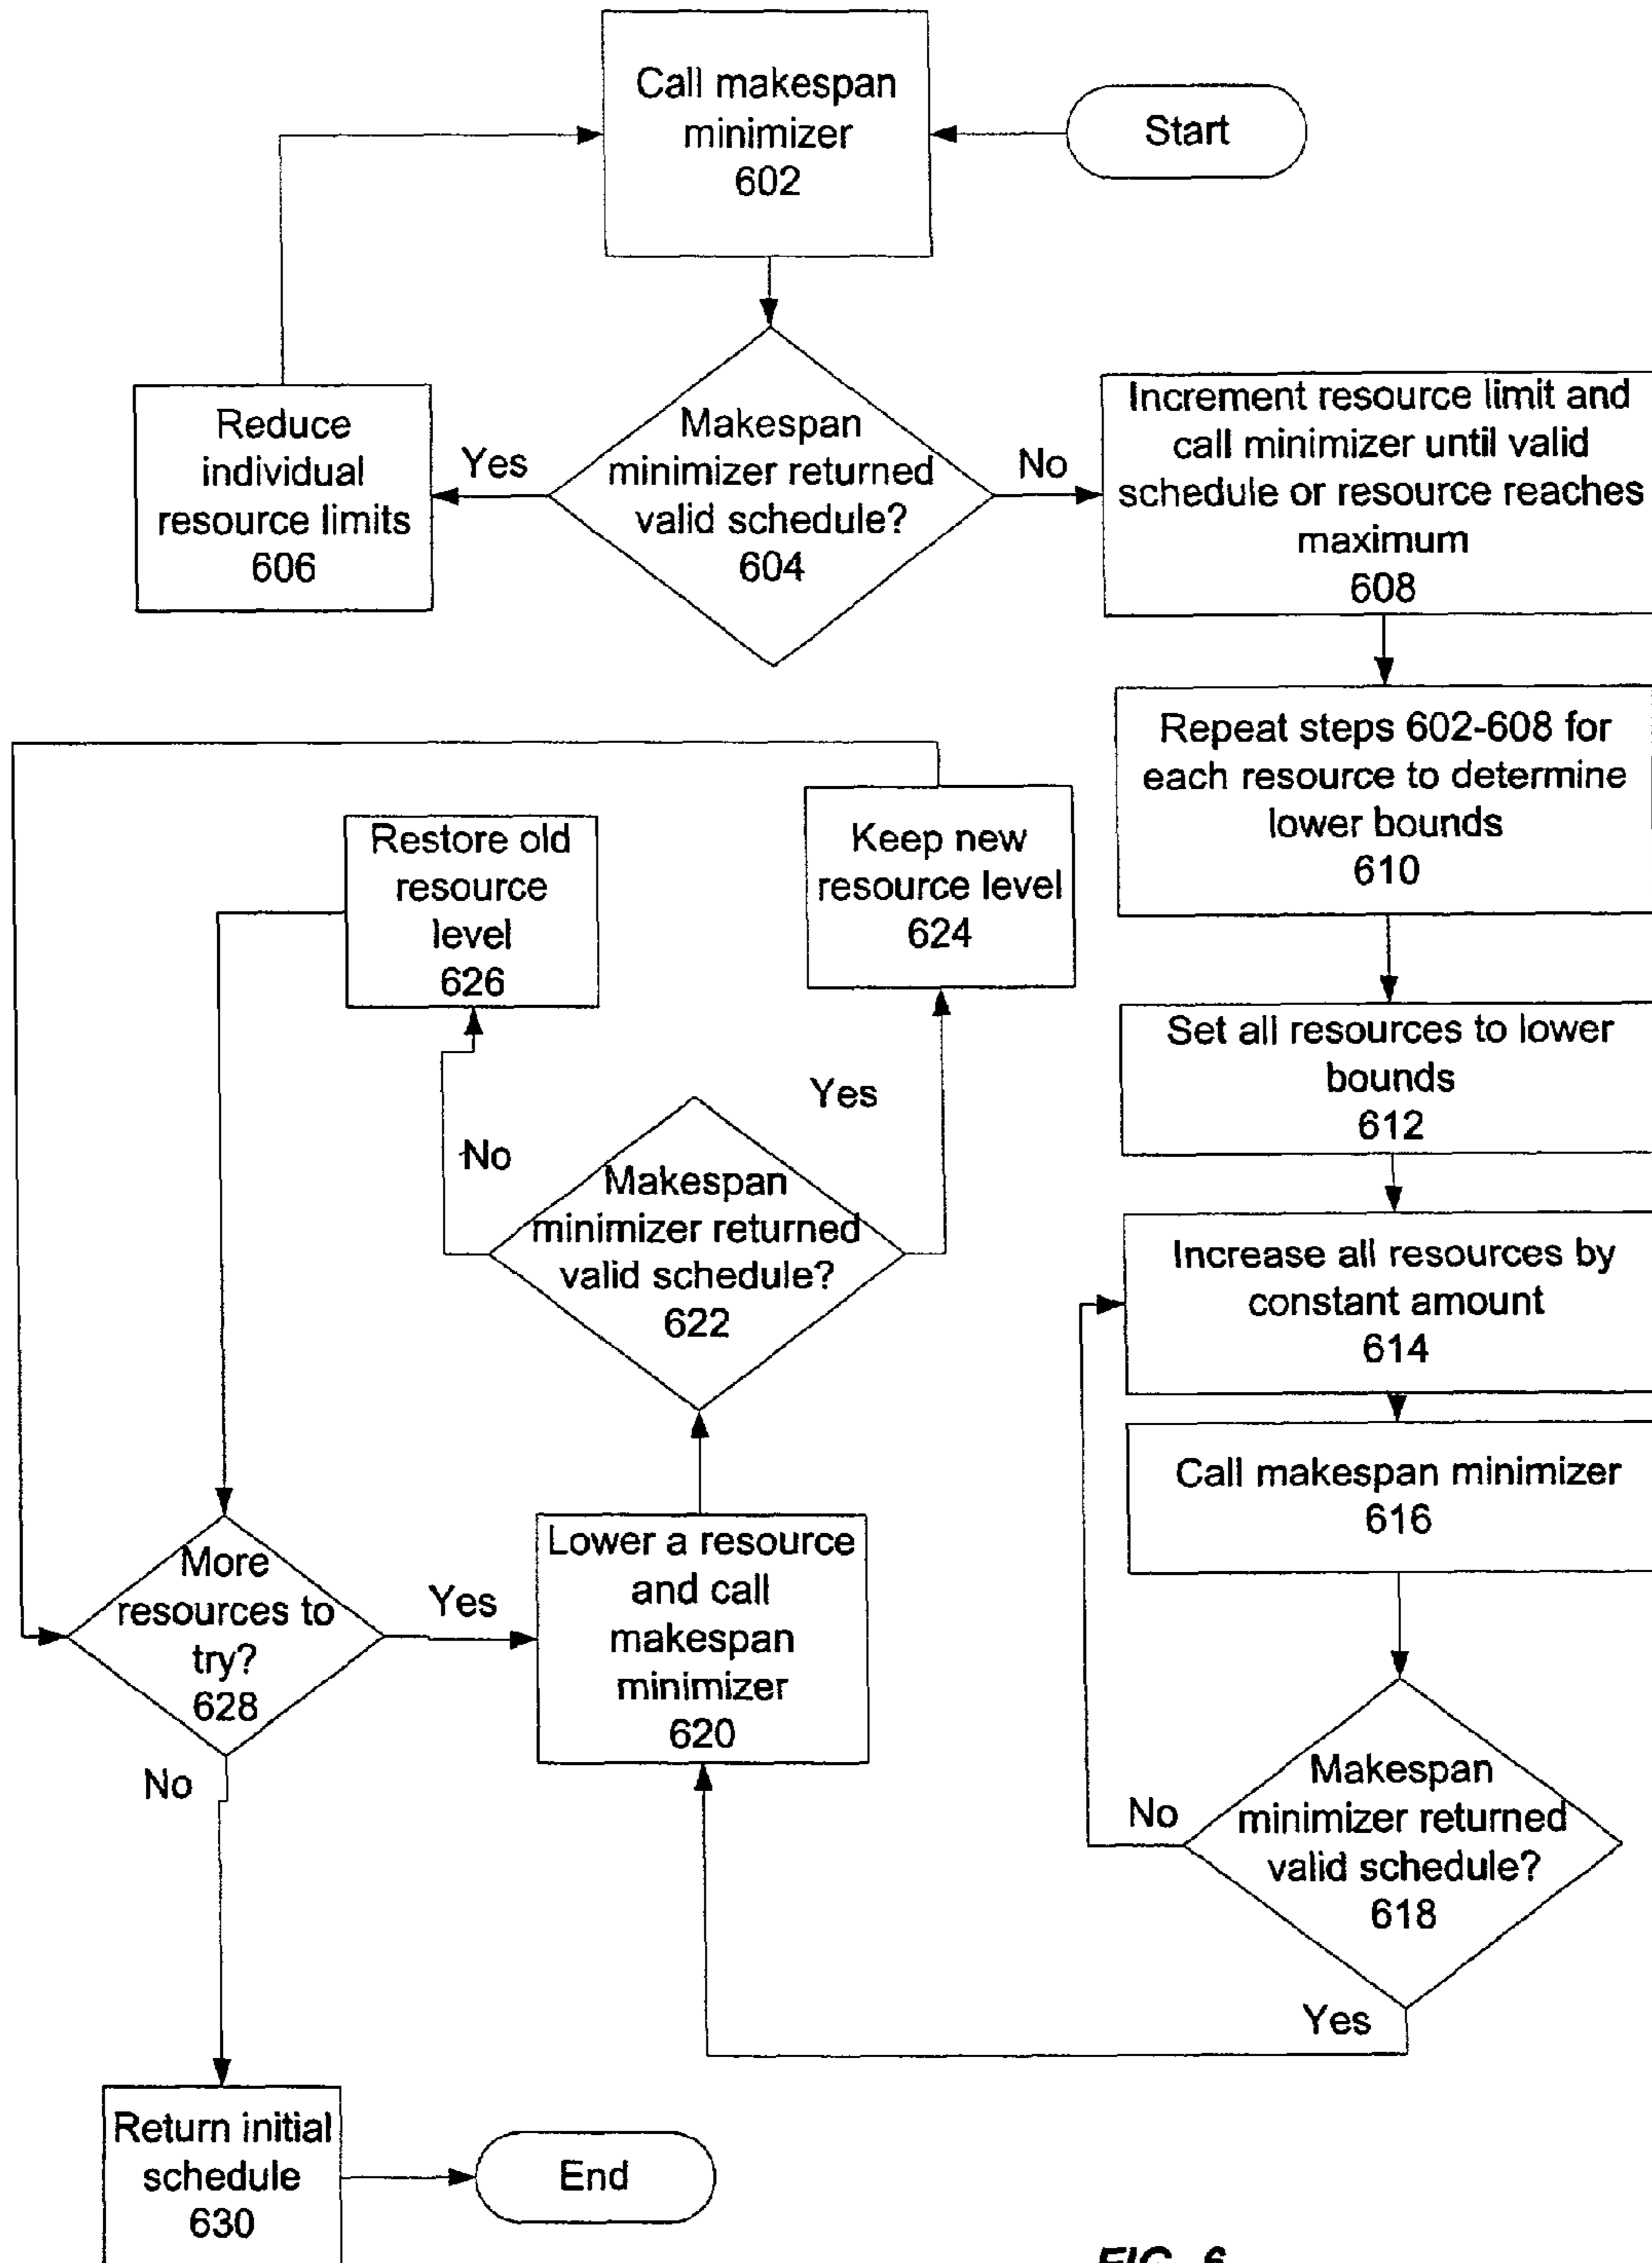 Call makespan
minimizer
602
Start
Makespan
minimizer returned
valid schedule?
604
Yes
No
Reduce
individual
resource limits
606
Increment resource limit and
call minimizer until valid
schedule or resource reaches
maximum
608
Repeat steps 602-608 for
each resource to determine
lower bounds
610
Set all resources to lower
bounds
612
Increase all resources by
constant amount
614
Call makespan minimizer
616
Makespan
minimizer returned
valid schedule?
618
No
Yes
Lower a resource
and call
makespan
minimizer
620
Makespan
minimizer returned
valid schedule?
622
No
Yes
Keep new
resource level
624
Restore old
resource
level
626
More
resources to
try?
628
Yes
No
Return initial
schedule
630
End
FIG. 6